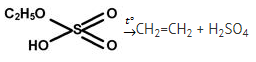 C₂H₅O O
S t° → CH₂=CH₂ + H₂SO₄
HO O